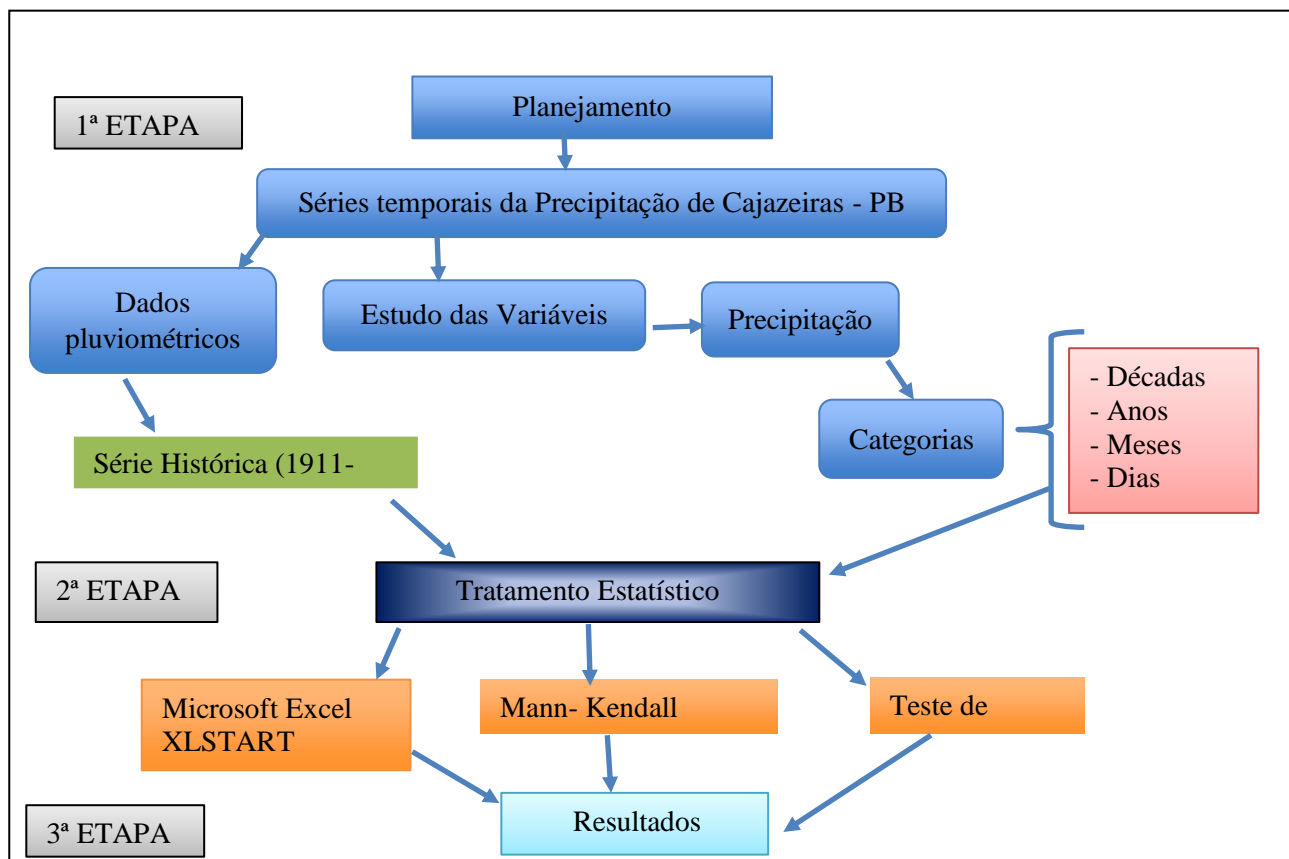 1ª ETAPA
Planejamento
Séries temporais da Precipitação de Cajazeiras - PB
Dados
pluviométricos
Estudo das Variáveis
Precipitação
Categorias
- Décadas
- Anos
- Meses
- Dias
Série Histórica (1911-
2ª ETAPA
Tratamento Estatístico
Microsoft Excel
XLSTART
Mann- Kendall
Teste de
3ª ETAPA
Resultados